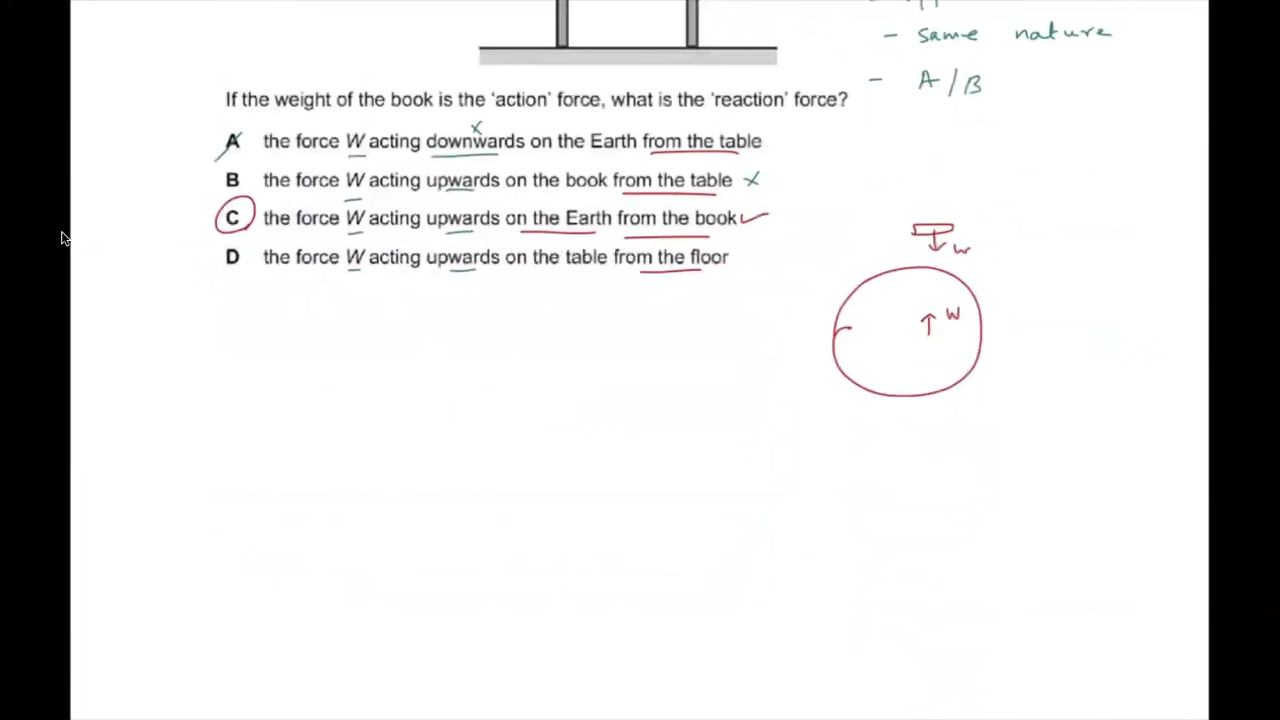 - same nature
- A/B
If the weight of the book is the 'action' force, what is the 'reaction' force?
A the force W acting downwards on the Earth from the table
B the force W acting upwards on the book from the table
C the force W acting upwards on the Earth from the book
D the force W acting upwards on the table from the floor
W
W